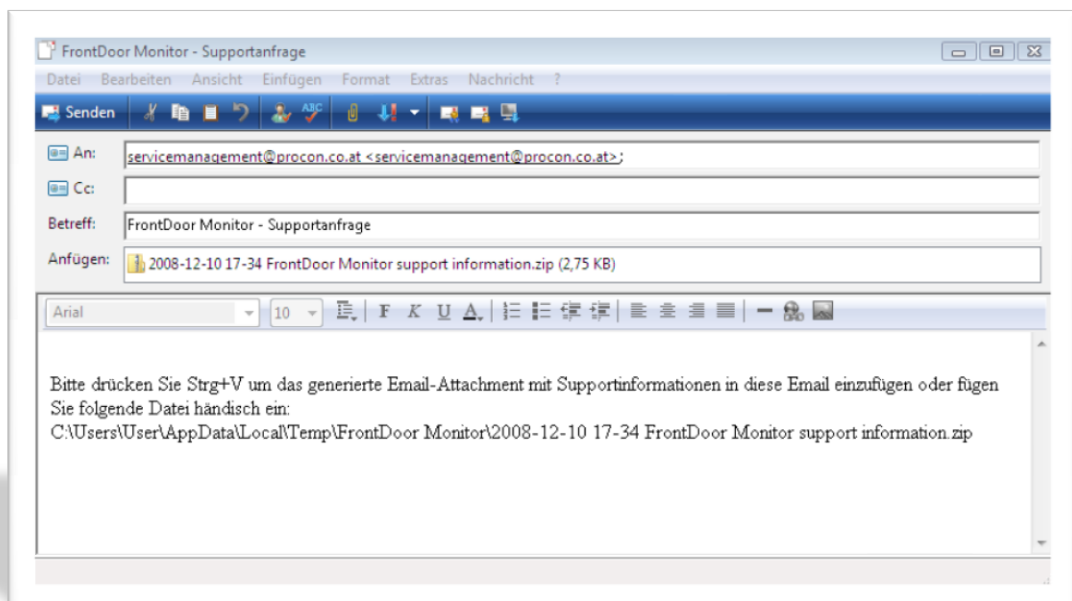 FrontDoor Monitor - Supportanfrage
Datei Bearbeiten Ansicht Einfügen Format Extras Nachricht ?
Senden ABC
An: servicemanagement@procon.co.at <servicemanagement@procon.co.at>;
Cc:
Betreff: FrontDoor Monitor - Supportanfrage
Anfügen: 2008-12-10 17-34 FrontDoor Monitor support information.zip (2,75 KB)
Arial 10 F K U A
Bitte drücken Sie Strg+V um das generierte Email-Attachment mit Supportinformationen in diese Email einzufügen oder fügen
Sie folgende Datei händisch ein:
C:\Users\User\AppData\Local\Temp\FrontDoor Monitor\2008-12-10 17-34 FrontDoor Monitor support information.zip